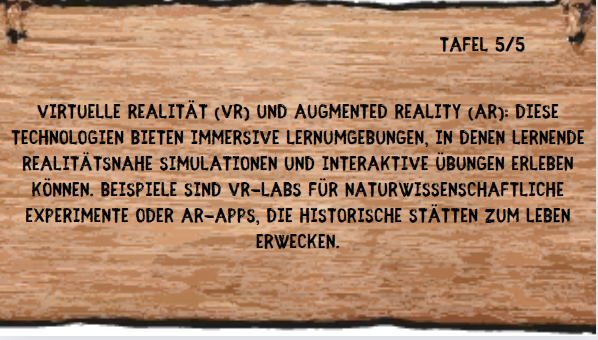 TAFEL 5/5
VIRTUELLE REALITÄT (VR) UND AUGMENTED REALITY (AR): DIESE
TECHNOLOGIEN BIETEN IMMERSIVE LERNUMGEBUNGEN, IN DENEN LERNENDE
REALITÄTSNAHE SIMULATIONEN UND INTERAKTIVE ÜBUNGEN ERLEBEN
KÖNNEN. BEISPIELE SIND VR-LABS FÜR NATURWISSENSCHAFTLICHE
EXPERIMENTE ODER AR-APPS, DIE HISTORISCHE STÄTTEN ZUM LEBEN
ERWECKEN.